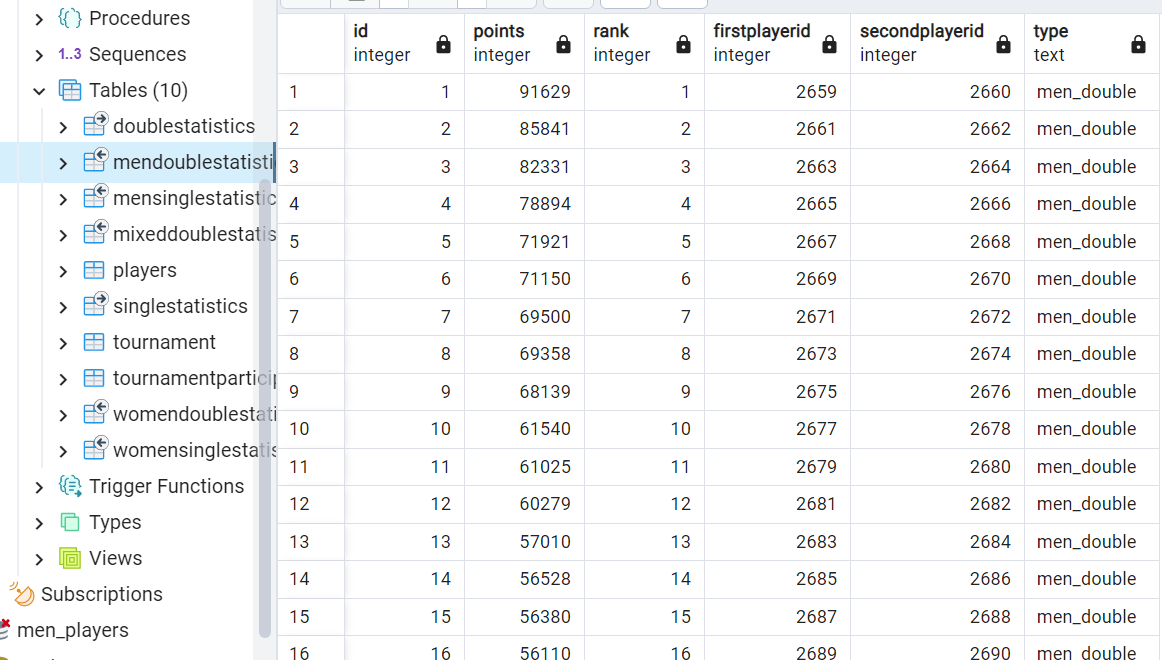 Procedures
1..3 Sequences
Tables (10)
doublestatistics
mendoublestatisti
mensinglestatistic
mixeddoublestatis
players
singlestatistics
tournament
tournamentparticip
womendoublestati
womensinglestatis
Trigger Functions
Types
Views
Subscriptions
men_players
id points rank firstplayerid secondplayerid type
integer integer integer integer integer text
1 1 91629 1 2659 2660 men_double
2 2 85841 2 2661 2662 men_double
3 3 82331 3 2663 2664 men_double
4 4 78894 4 2665 2666 men_double
5 5 71921 5 2667 2668 men_double
6 6 71150 6 2669 2670 men_double
7 7 69500 7 2671 2672 men_double
8 8 69358 8 2673 2674 men_double
9 9 68139 9 2675 2676 men_double
10 10 61540 10 2677 2678 men_double
11 11 61025 11 2679 2680 men_double
12 12 60279 12 2681 2682 men_double
13 13 57010 13 2683 2684 men_double
14 14 56528 14 2685 2686 men_double
15 15 56380 15 2687 2688 men_double
16 16 56110 16 2689 2690 men_double